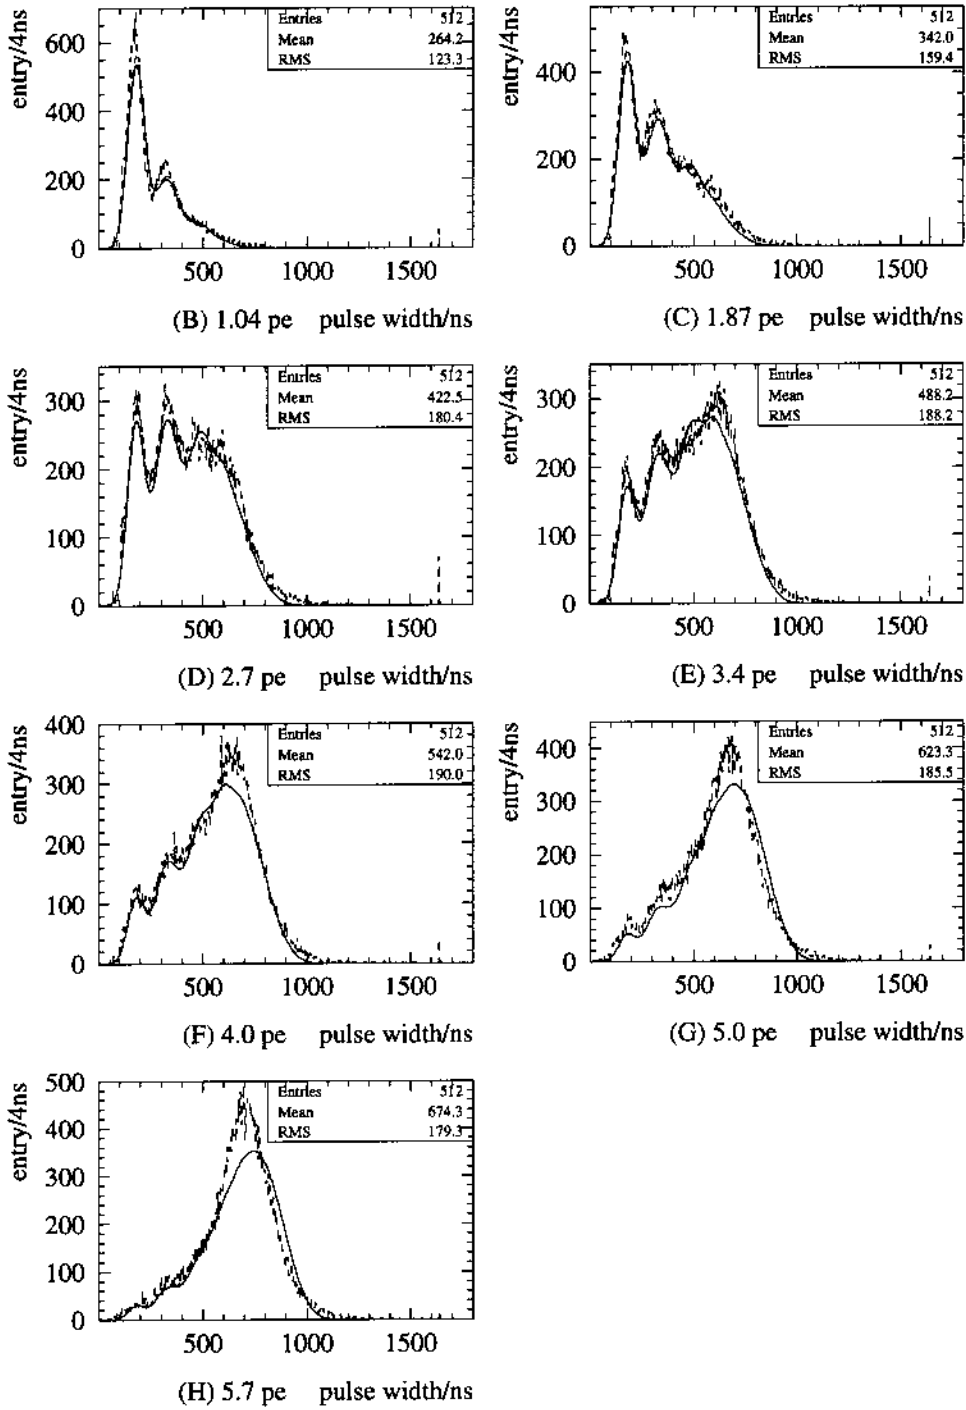 entry/4ns
600
400
200
0
Entries 512
Mean 264.2
RMS 123.3
500 1000 1500
(B) 1.04 pe pulse width/ns
entry/4ns
400
200
0
Entries 512
Mean 342.0
RMS 159.4
500 1000 1500
(C) 1.87 pe pulse width/ns
entry/4ns
300
200
100
0
Entries 512
Mean 422.5
RMS 180.4
500 1000 1500
(D) 2.7 pe pulse width/ns
entry/4ns
300
200
100
0
Entries 512
Mean 488.2
RMS 188.2
500 1000 1500
(E) 3.4 pe pulse width/ns
entry/4ns
400
300
200
100
0
Entries 512
Mean 542.0
RMS 190.0
500 1000 1500
(F) 4.0 pe pulse width/ns
entry/4ns
400
300
200
100
0
Entries 512
Mean 623.3
RMS 185.5
500 1000 1500
(G) 5.0 pe pulse width/ns
entry/4ns
500
400
300
200
100
0
Entries 512
Mean 674.3
RMS 179.3
500 1000 1500
(H) 5.7 pe pulse width/ns